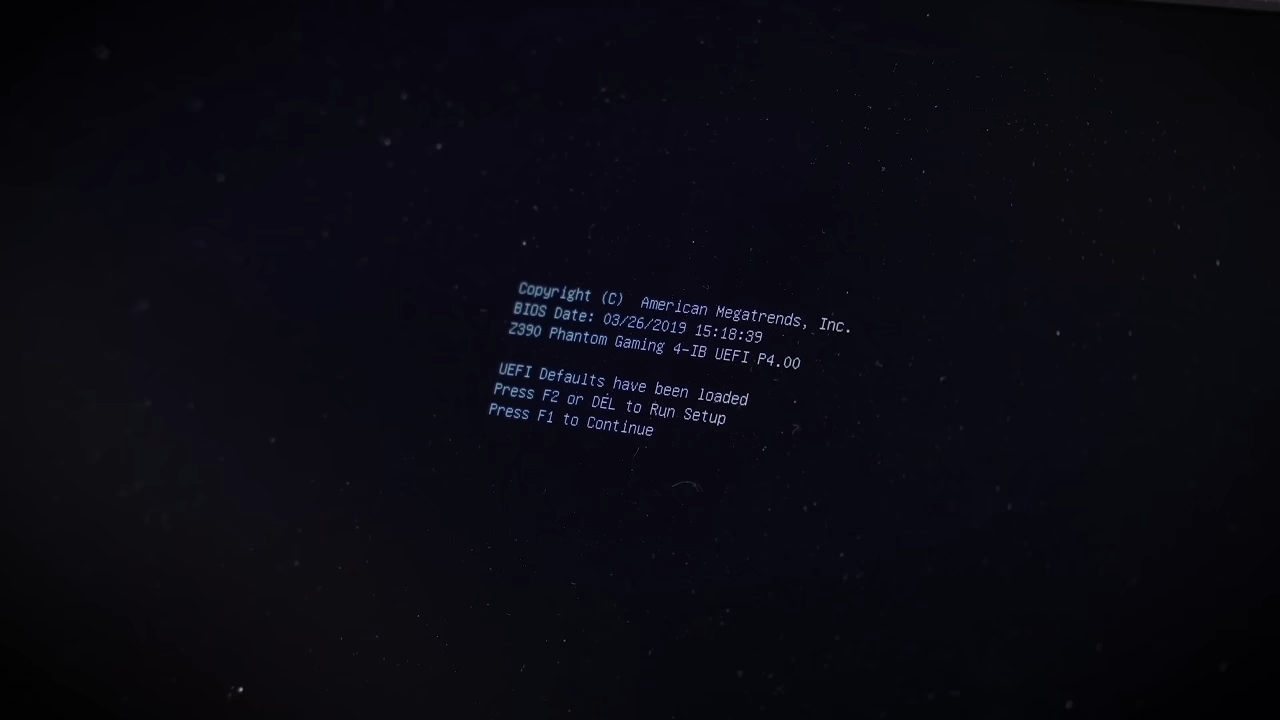 Copyright (C) American Megatrends, Inc.
BIOS Date: 03/26/2019 15:18:39
Z390 Phantom Gaming 4-IB UEFI P4.00
UEFI Defaults have been loaded
Press F2 or DEL to Run Setup
Press F1 to Continue